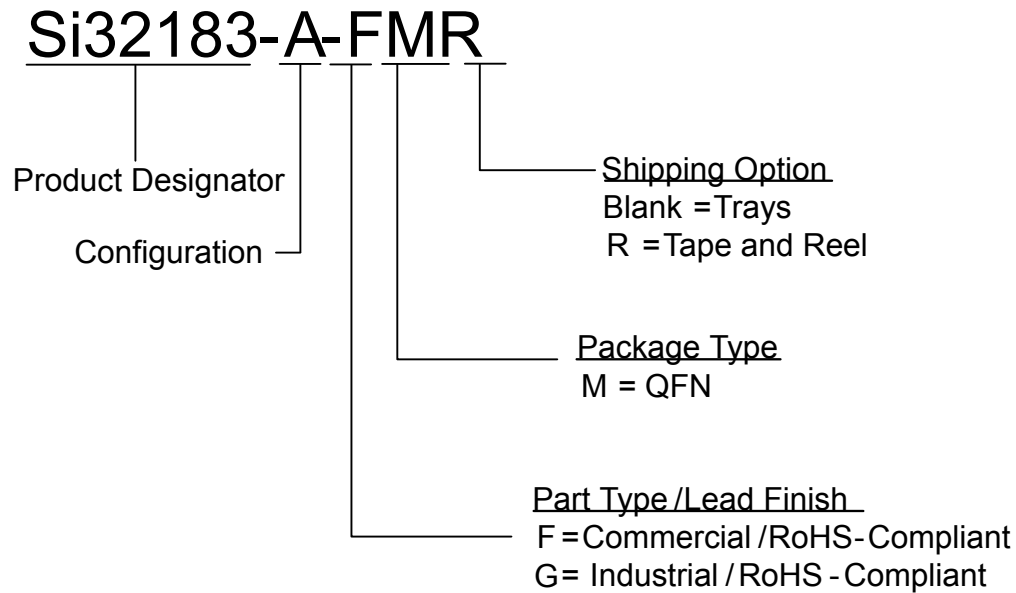 Si32183-A-FMR
Product Designator
Configuration
Shipping Option
Blank =Trays
R =Tape and Reel
Package Type
M = QFN
Part Type/Lead Finish
F=Commercial/RoHS-Compliant
G= Industrial/RoHS-Compliant